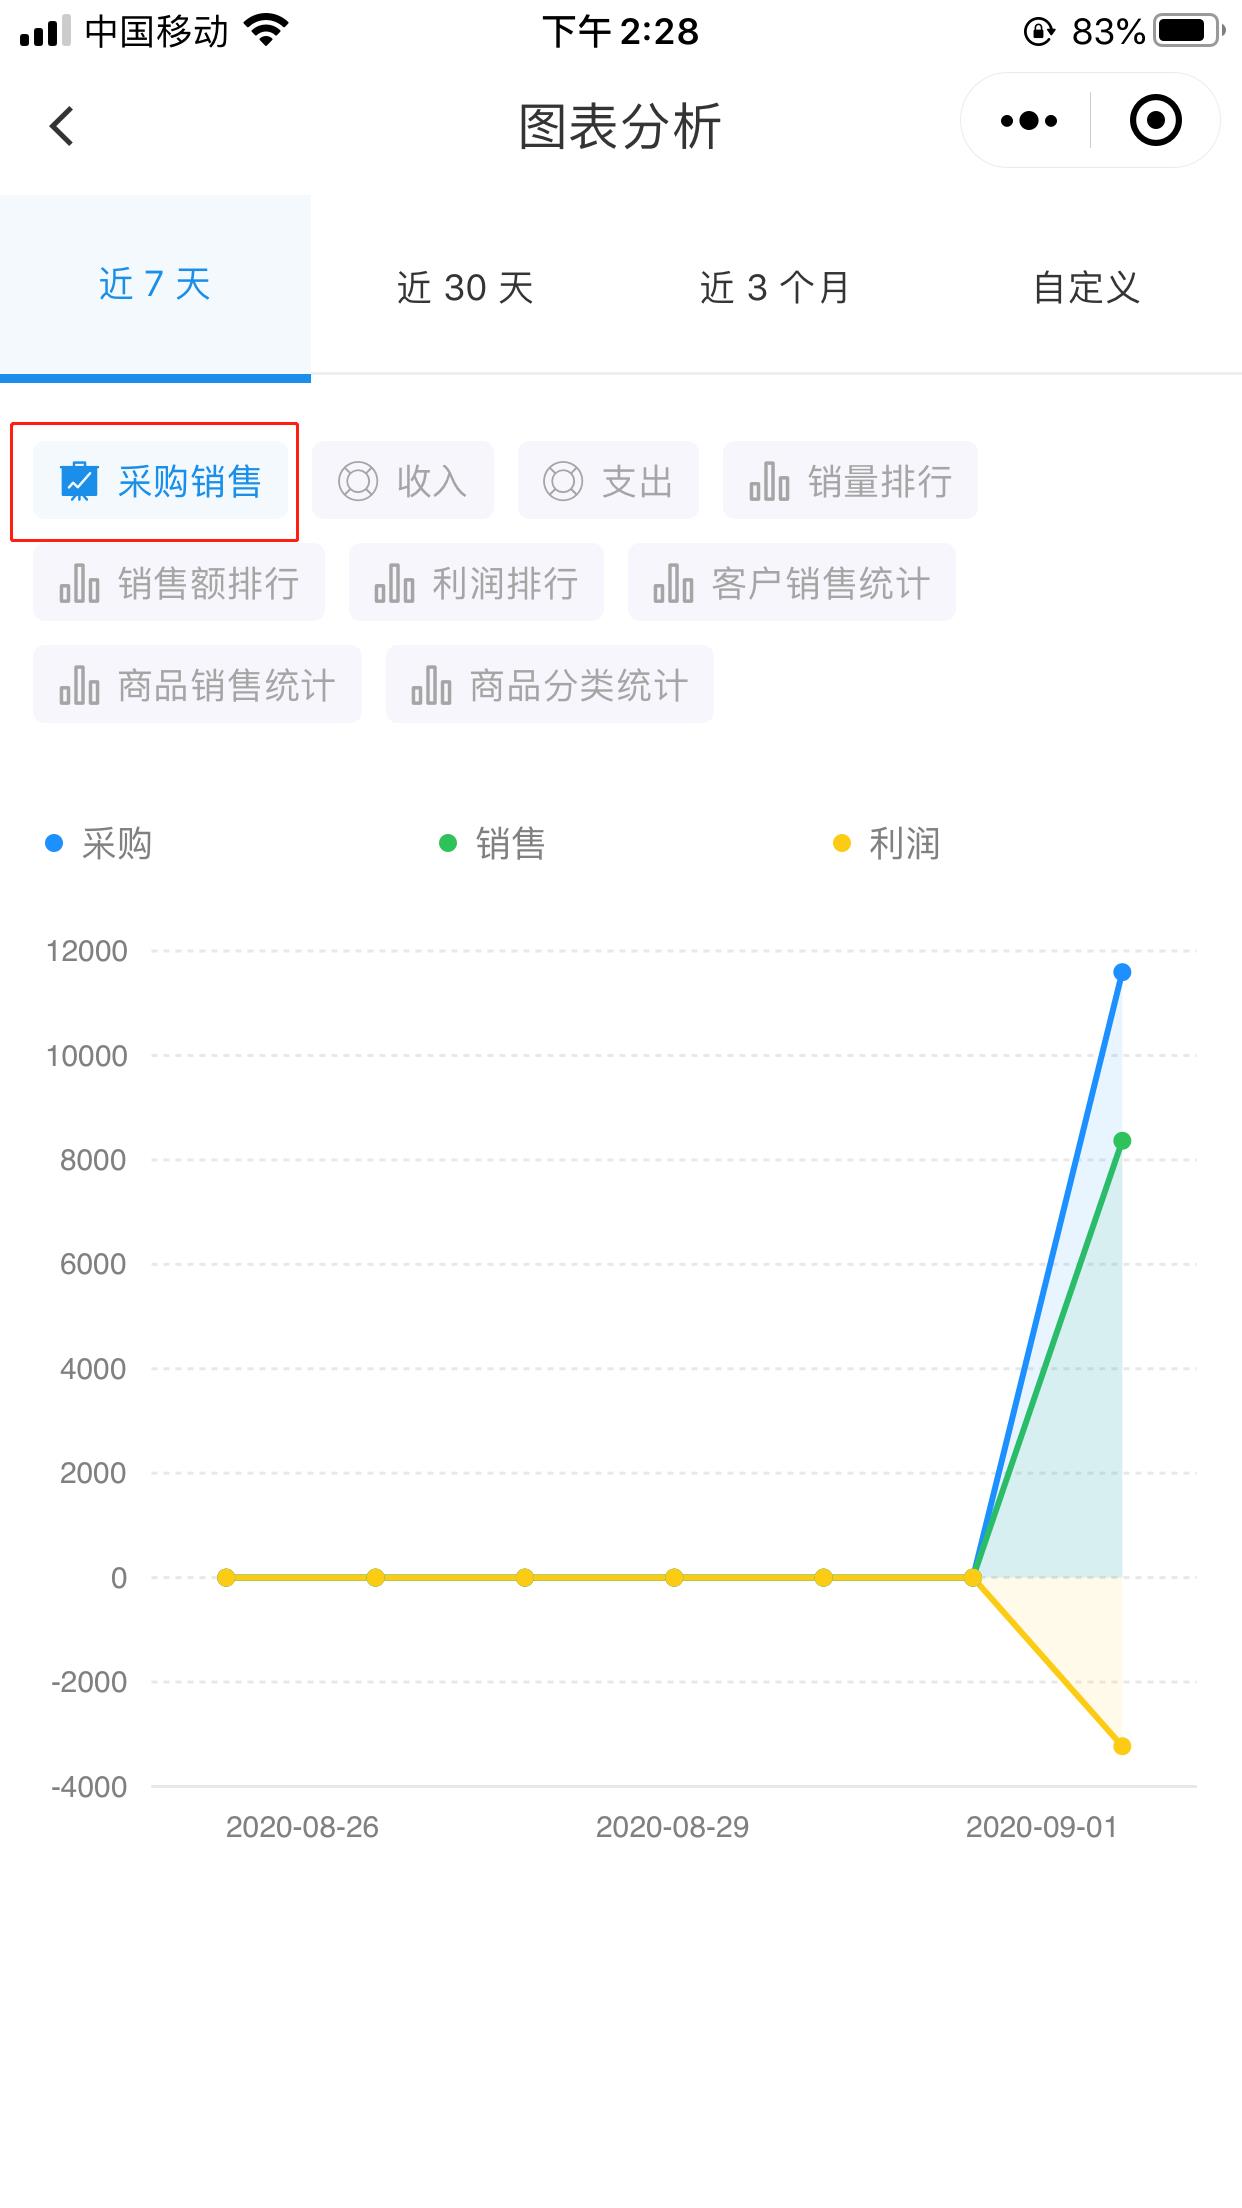 中国移动 下午 2:28 83%
图表分析
近 7 天 近 30 天 近 3 个月 自定义
采购销售 收入 支出 销量排行
销售额排行 利润排行 客户销售统计
商品销售统计 商品分类统计
采购 销售 利润
12000
10000
8000
6000
4000
2000
0
-2000
-4000
2020-08-26 2020-08-29 2020-09-01